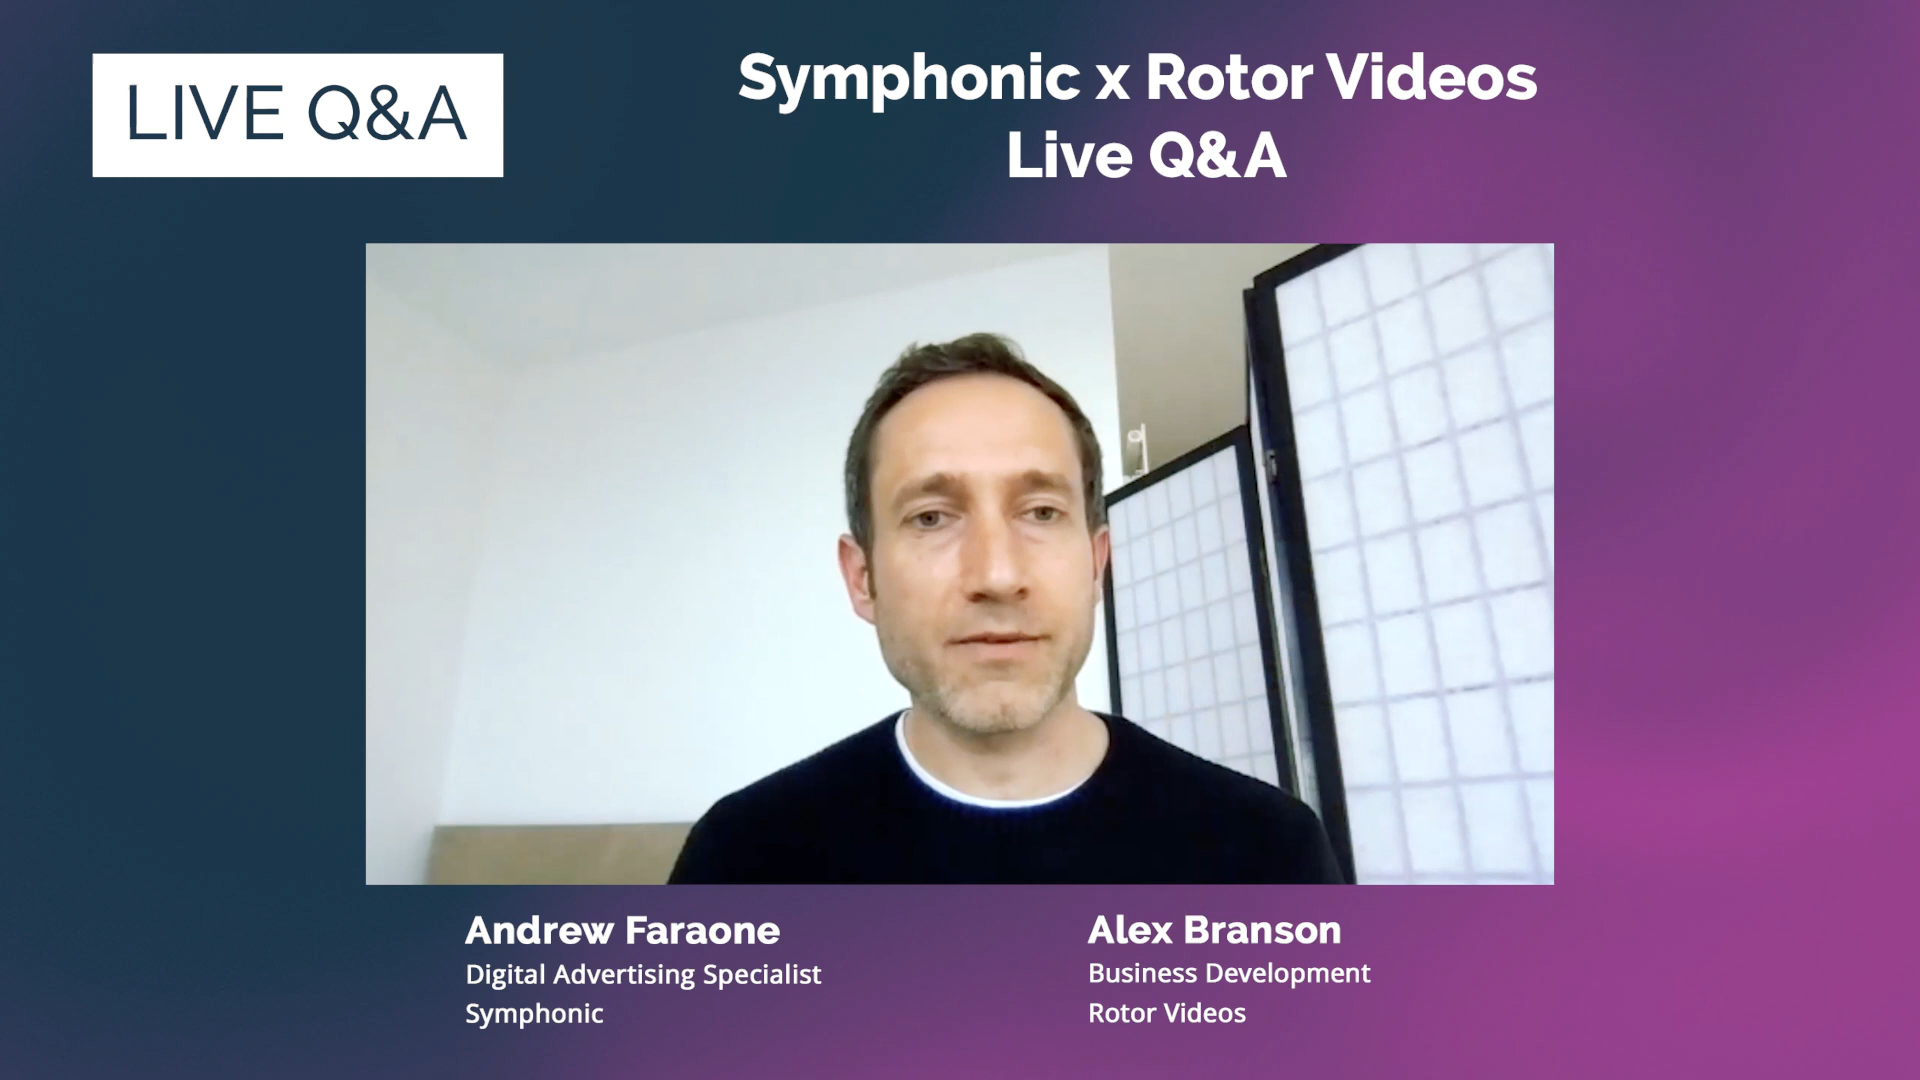 LIVE Q&A
Symphonic x Rotor Videos
Live Q&A
Andrew Faraone
Digital Advertising Specialist
Symphonic
Alex Branson
Business Development
Rotor Videos